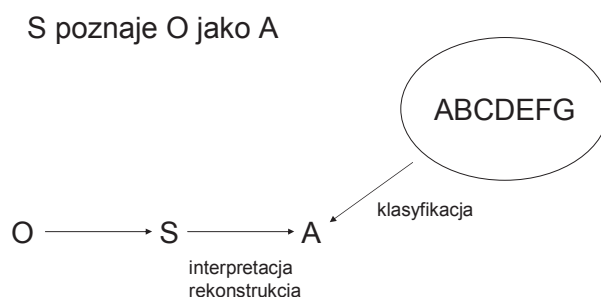 S poznaje O jako A
ABCDEFG
klasyfikacja
O S A
interpretacja
rekonstrukcja